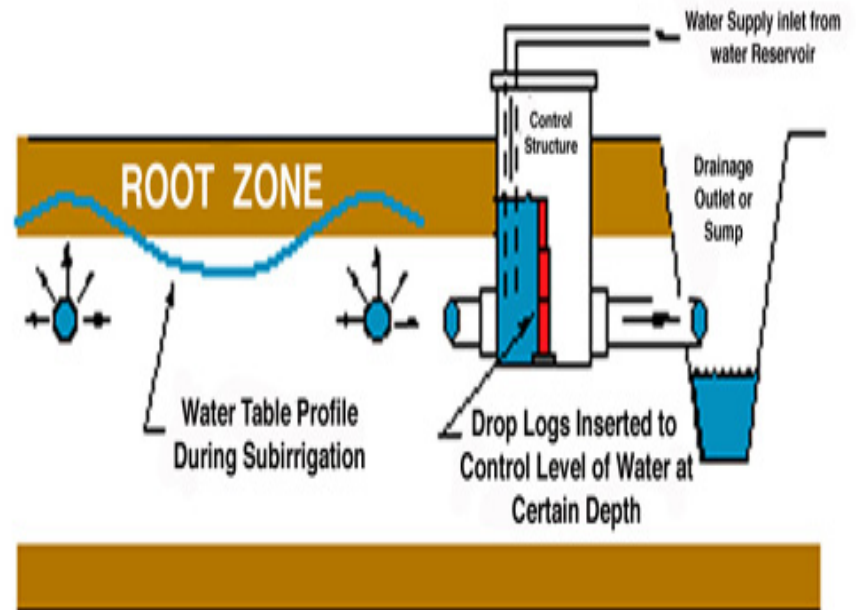 Water Supply inlet from
water Reservoir
Control
Structure
ROOT ZONE
Drainage
Outlet or
Sump
Water Table Profile
During Subirrigation
Drop Logs Inserted to
Control Level of Water at
Certain Depth